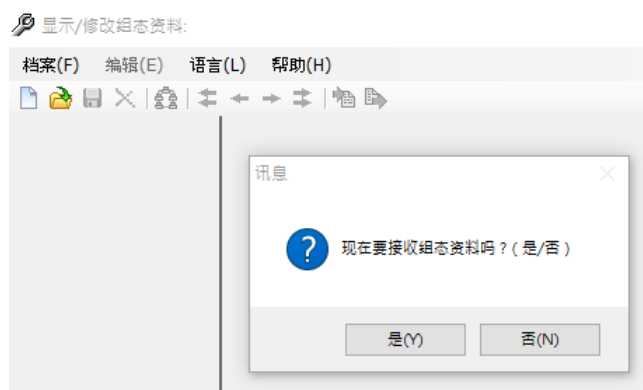 显示/修改组态资料:
档案(F) 编辑(E) 语言(L) 帮助(H)
讯息
现在要接收组态资料吗？( 是/否 )
是(Y) 否(N)